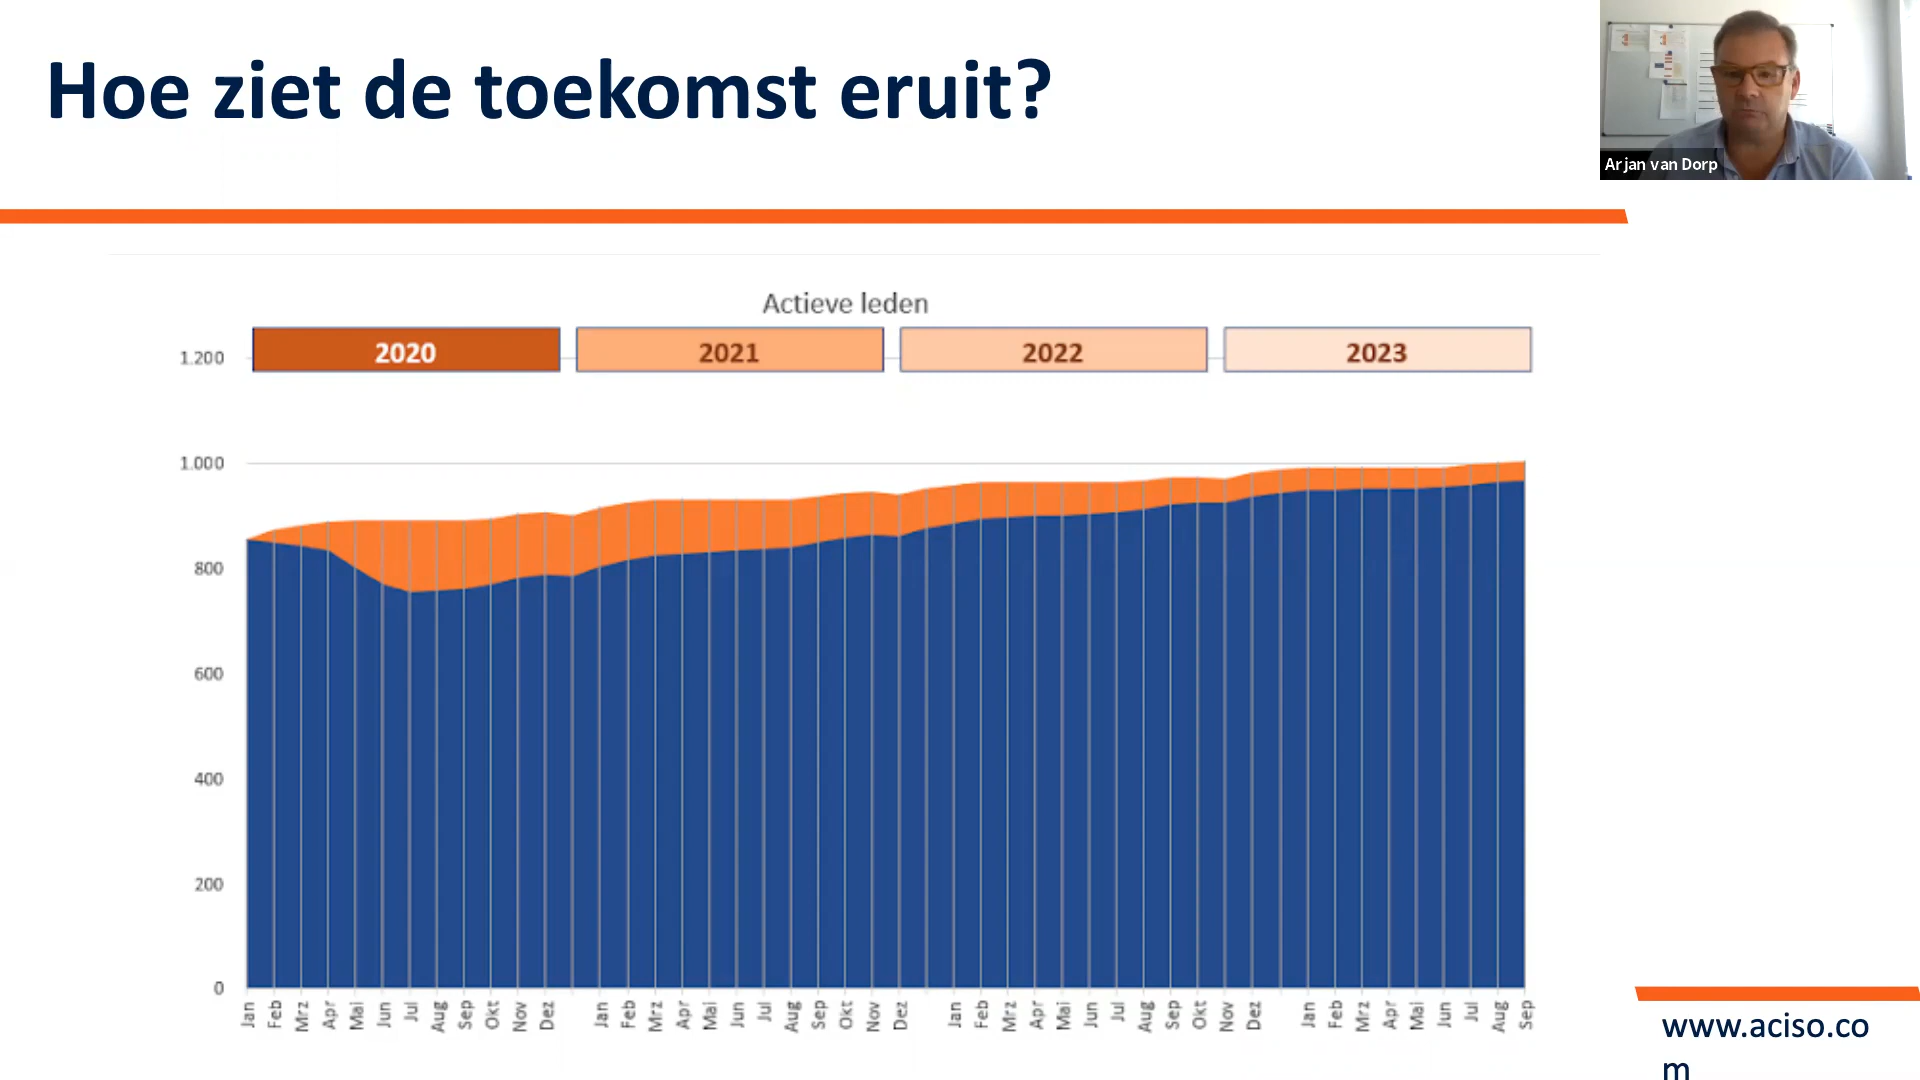 Hoe ziet de toekomst eruit?
Arjan van Dorp
Actieve leden
2020 2021 2022 2023
1.200
1.000
800
600
400
200
0
Jan Feb Mrz Apr Mai Jun Jul Aug Sep Okt Nov Dez Jan Feb Mrz Apr Mai Jun Jul Aug Sep Okt Nov Dez Jan Feb Mrz Apr Mai Jun Jul Aug Sep Okt Nov Dez Jan Feb Mrz Apr Mai Jun Jul Aug Sep
www.aciso.co
m